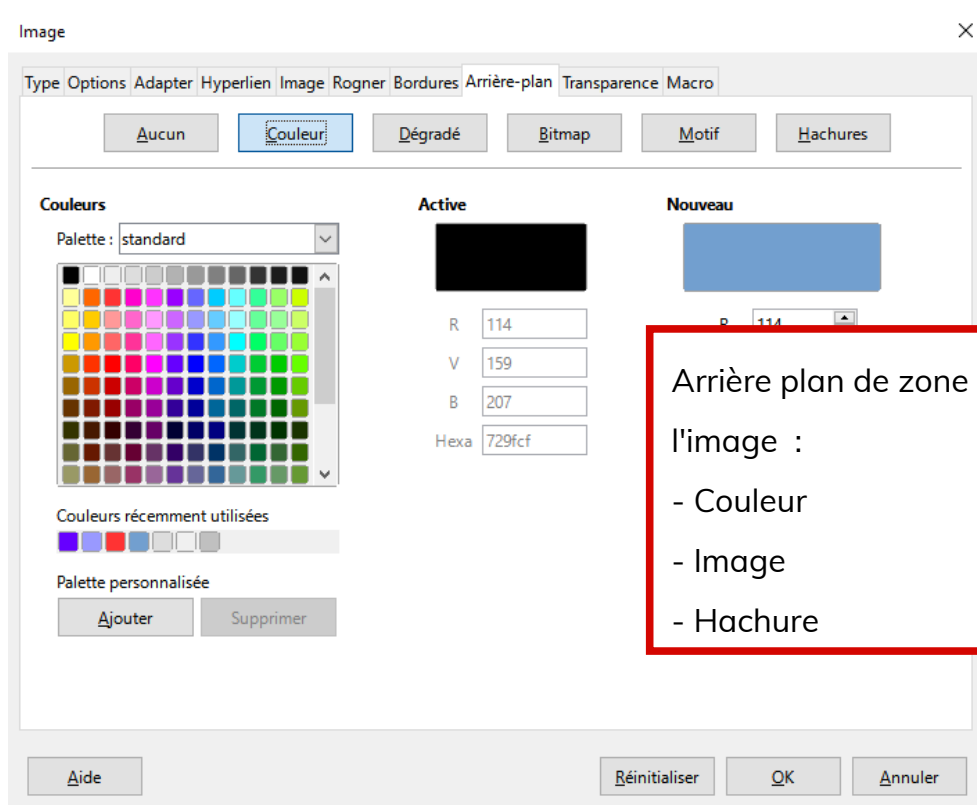 Image
Type Options Adapter Hyperlien Image Rogner Bordures Arrière-plan Transparence Macro
Aucun Couleur Dégradé Bitmap Motif Hachures
Couleurs Active Nouveau
Palette : standard
R 114 114
V 159
B 207
Hexa 729fcf
Arrière plan de zone
l'image :
- Couleur
- Image
- Hachure
Couleurs récemment utilisées
Palette personnalisée
Ajouter Supprimer
Aide Réinitialiser OK Annuler